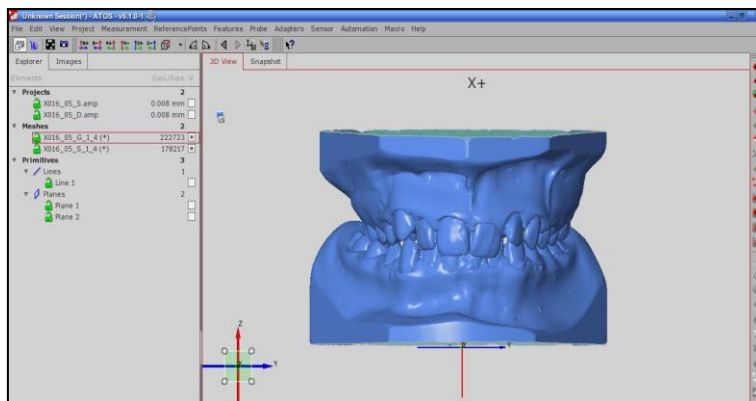 Unknown Session(*) - ATOS - v6.1.0-1
File Edit View Project Measurement ReferencePoints Features Probe Adapters Sensor Automation Macro Help
Explorer Images
3D View Snapshot
Elements Dev/Size V
Projects 2
X016_05_S.amp 0.008 mm
X016_05_D.amp 0.008 mm
Meshes 2
X016_05_G_1_4 (*) 222723
X016_05_S_1_4 (*) 178217
Primitives 3
Lines 1
Line 1
Planes 2
Plane 1
Plane 2
X+
Z
Y
X
Y